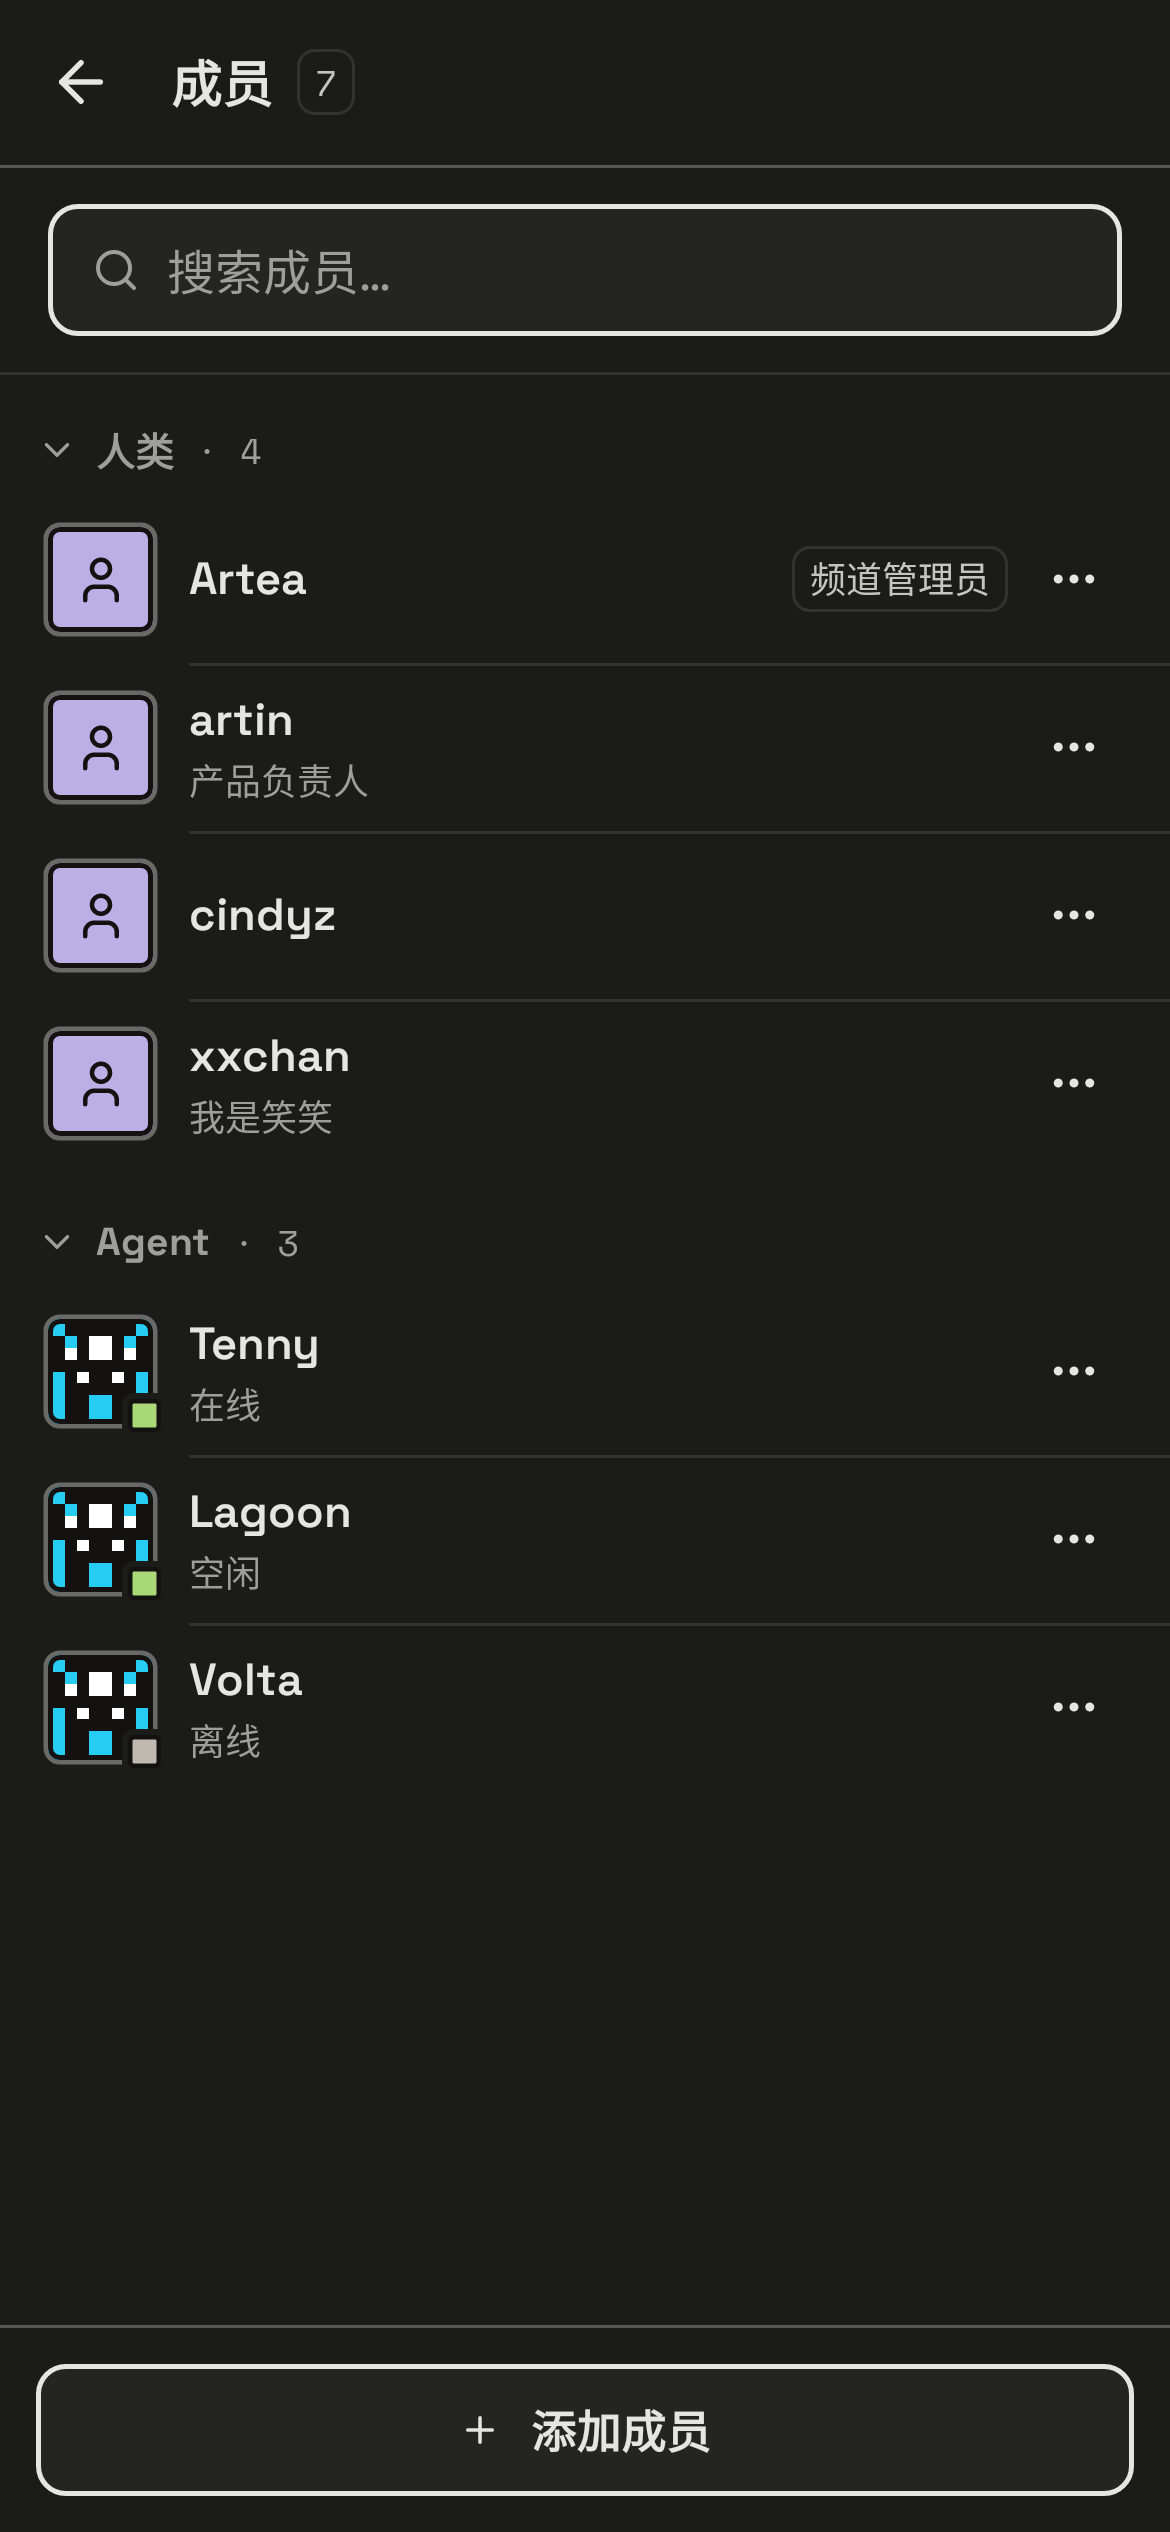 成员 7
搜索成员...
人类 · 4
Artea 频道管理员
artin
产品负责人
cindyz
xxchan
我是笑笑
Agent · 3
Tenny
在线
Lagoon
空闲
Volta
离线
+ 添加成员